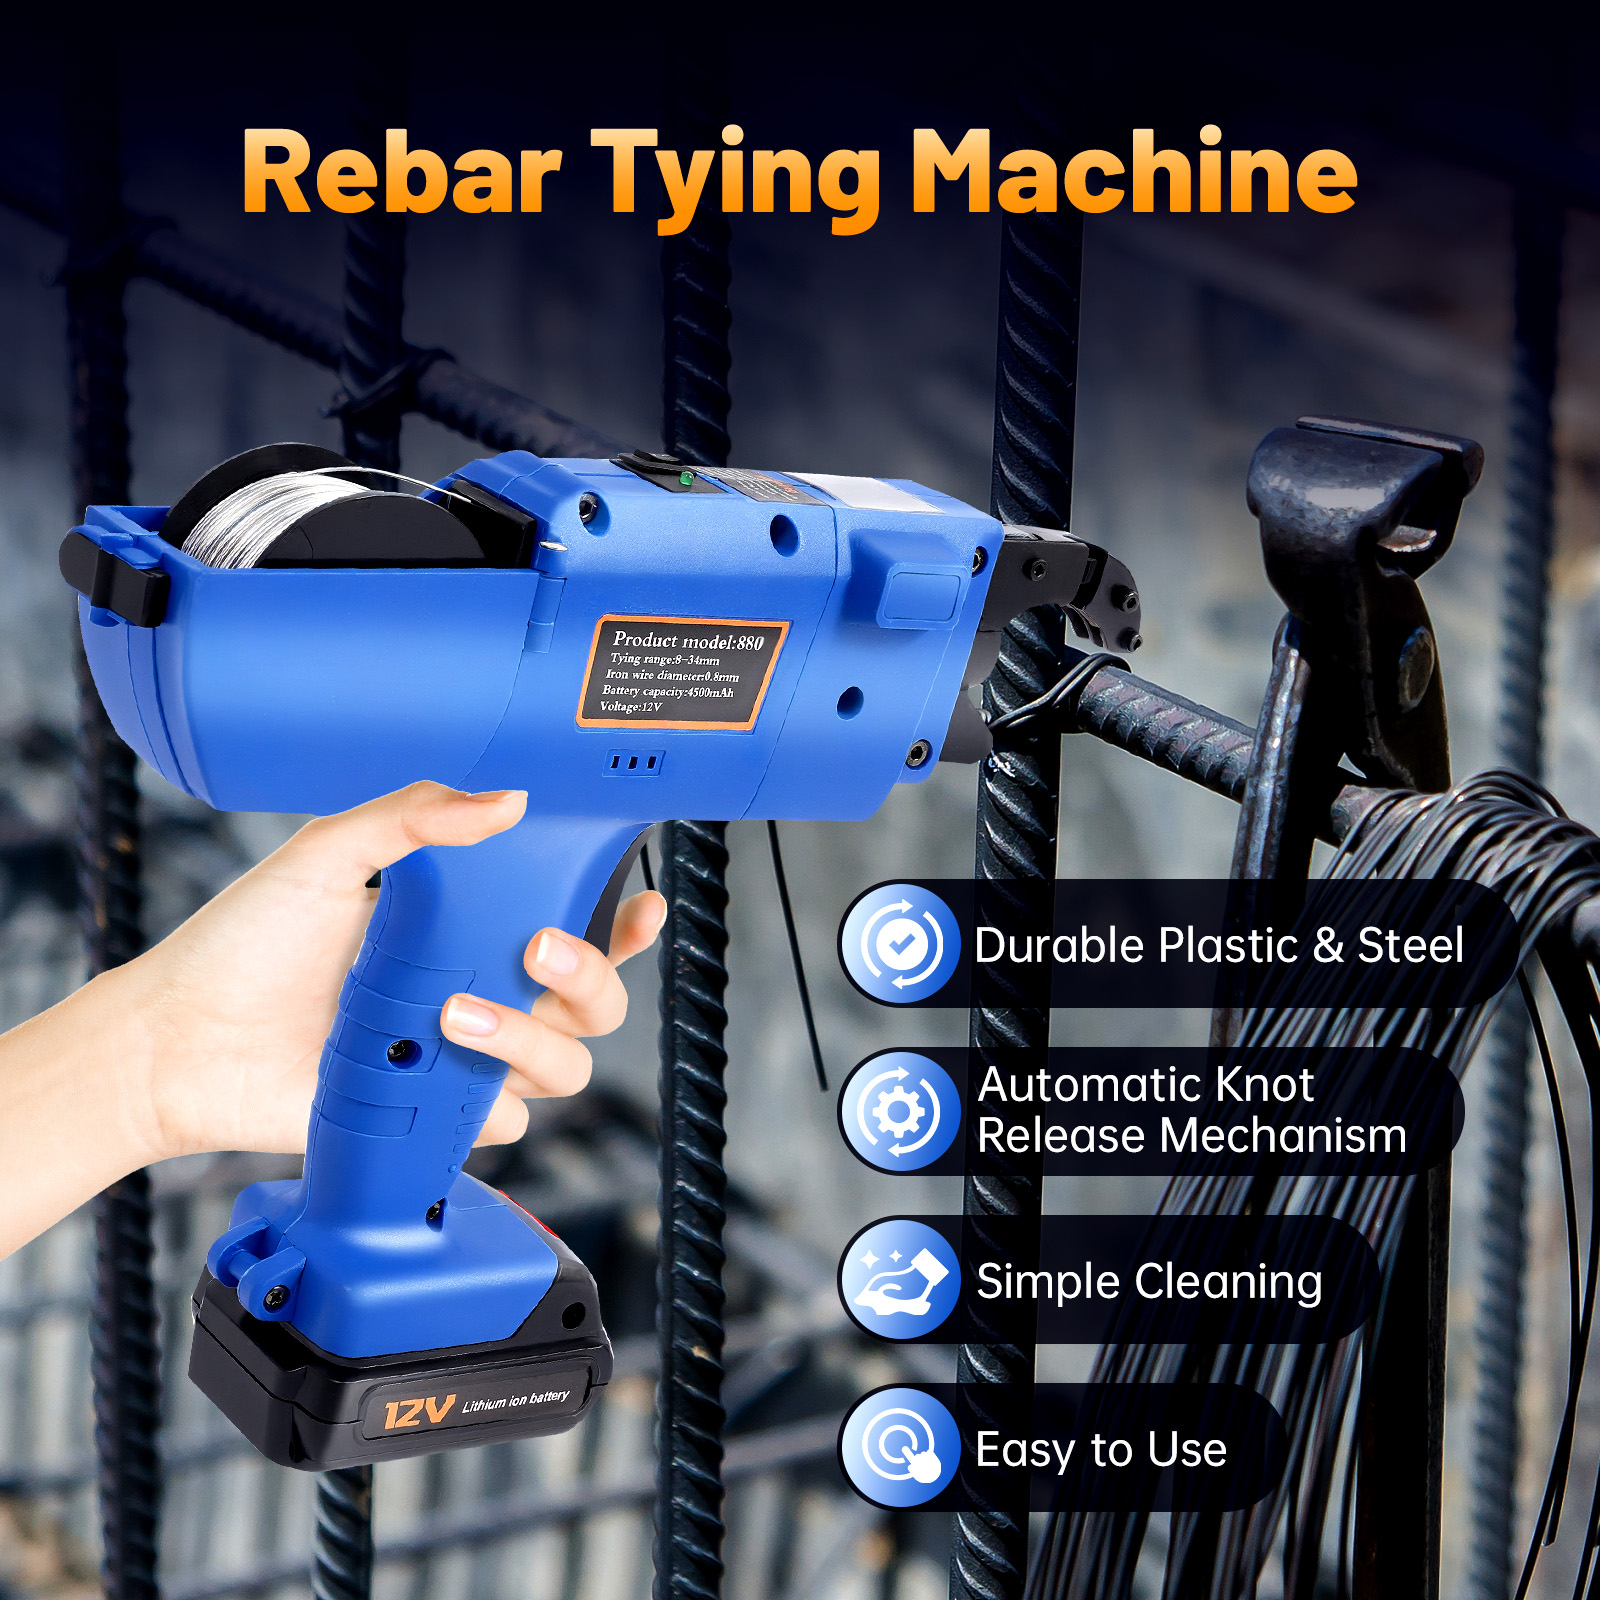 Rebar Tying Machine
Product model:880
Tying range:8-34mm
Iron wire diameter:0.8mm
Battery capacity:4500mAh
Voltage:12V
Durable Plastic & Steel
Automatic Knot
Release Mechanism
Simple Cleaning
Easy to Use
12V Lithium ion battery